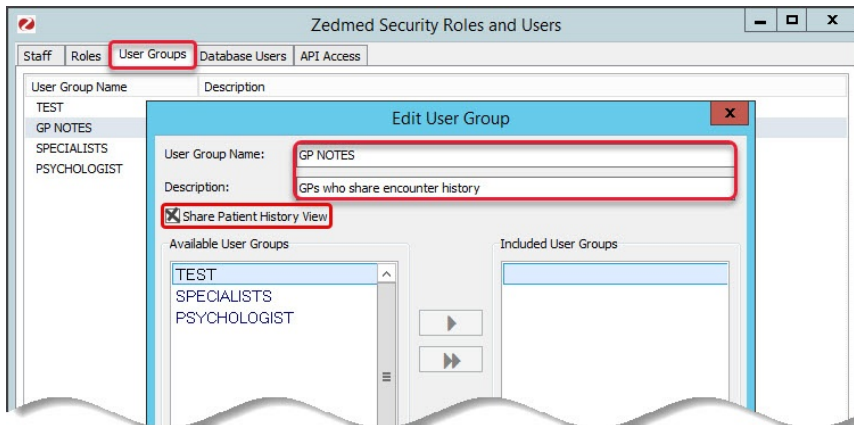 Zedmed Security Roles and Users
Staff Roles User Groups Database Users API Access
User Group Name Description
TEST
GP NOTES
SPECIALISTS
PSYCHOLOGIST
Edit User Group
User Group Name: GP NOTES
Description: GPs who share encounter history
Share Patient History View
Available User Groups Included User Groups
TEST
SPECIALISTS
PSYCHOLOGIST